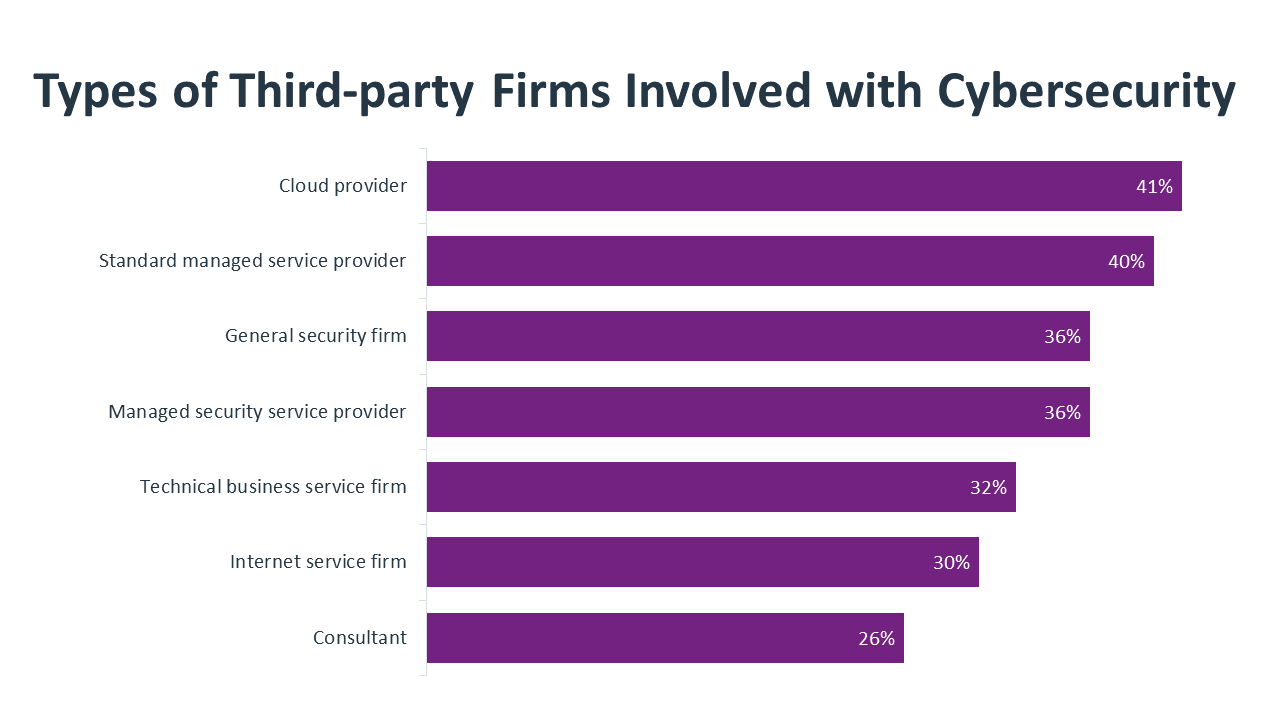 Types of Third-party Firms Involved with Cybersecurity
Cloud provider 41%
Standard managed service provider 40%
General security firm 36%
Managed security service provider 36%
Technical business service firm 32%
Internet service firm 30%
Consultant 26%